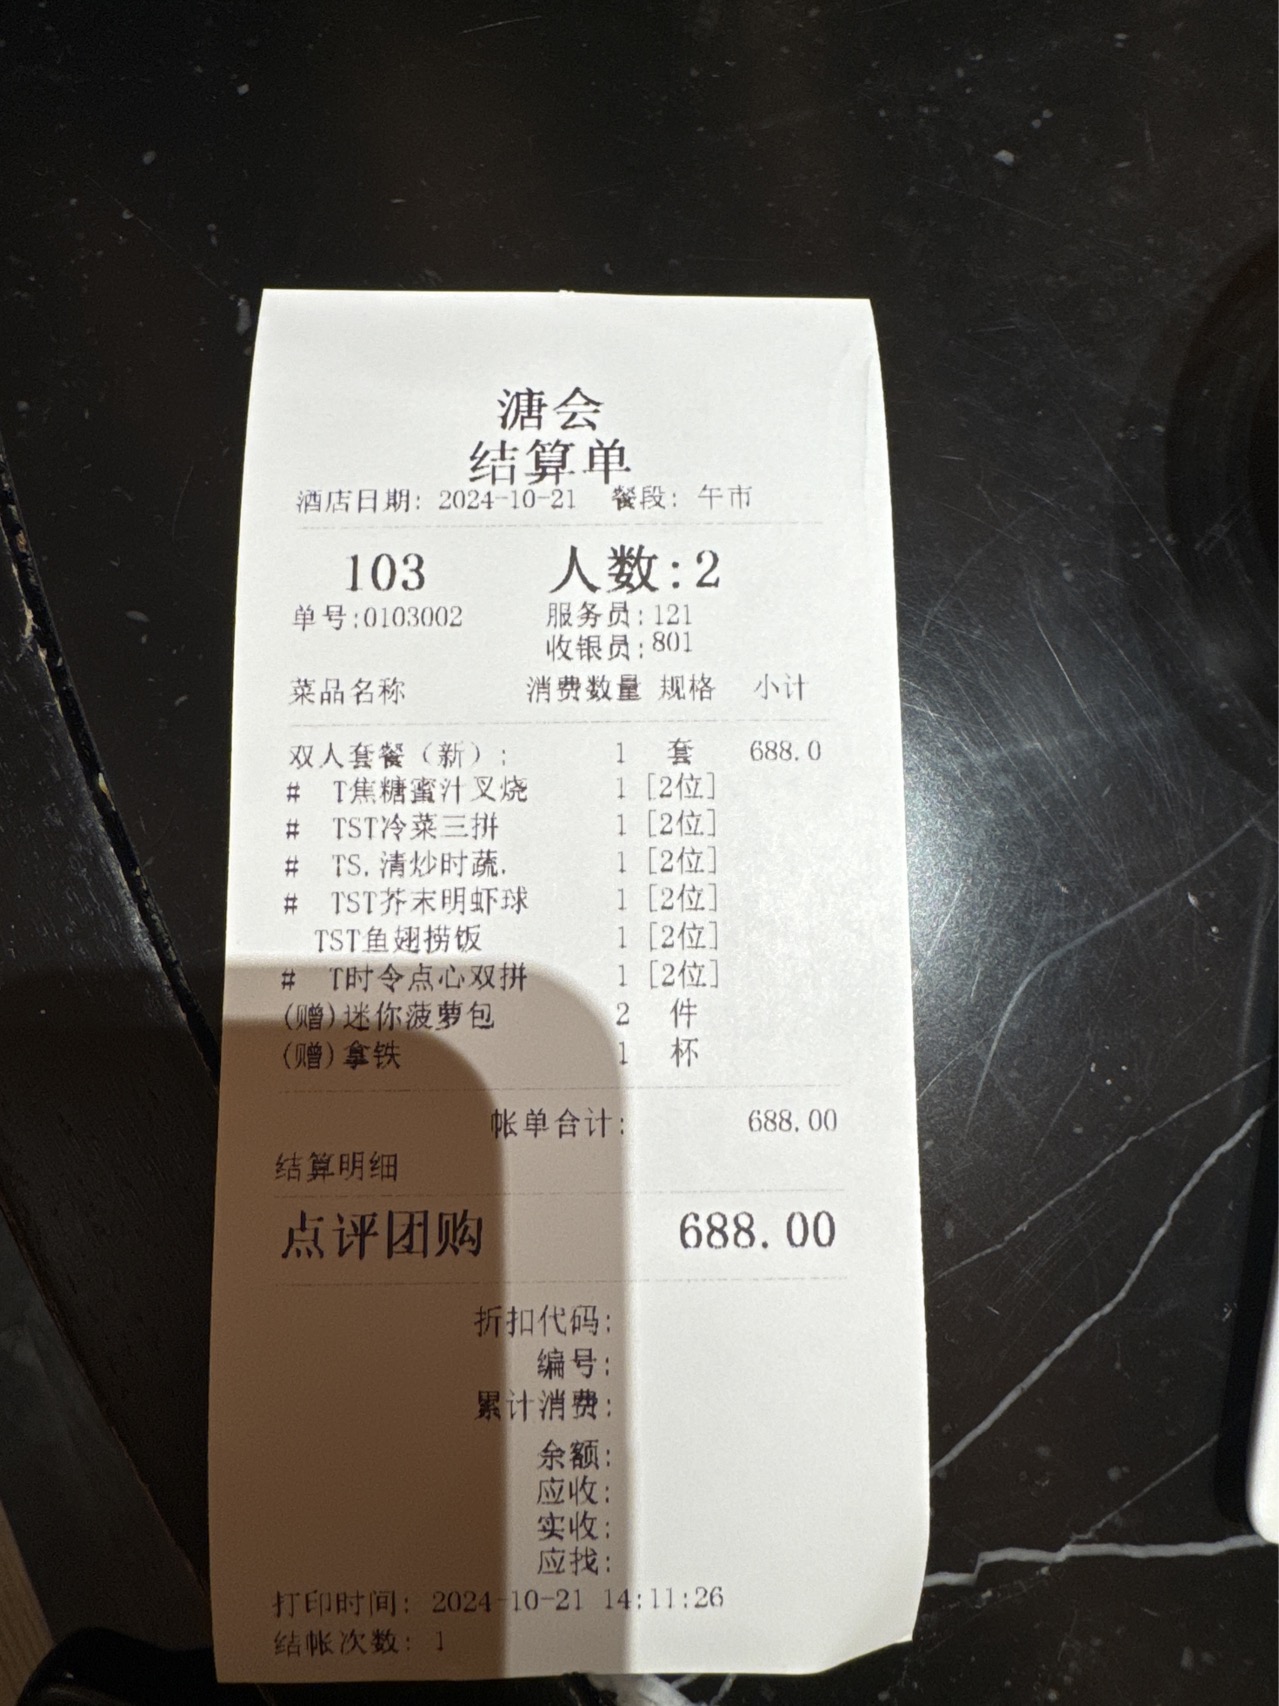 溏会
结算单
酒店日期: 2024-10-21 餐段: 午市
103 人数:2
单号:0103002 服务员:121
收银员:801
菜品名称 消费数量 规格 小计
双人套餐（新）: 1 套 688.0
# T焦糖蜜汁叉烧 1 [2位]
# TST冷菜三拼 1 [2位]
# TS.清炒时蔬. 1 [2位]
# TST芥末明虾球 1 [2位]
TST鱼翅捞饭 1 [2位]
# T时令点心双拼 1 [2位]
(赠)迷你菠萝包 2 件
(赠)拿铁 1 杯
帐单合计: 688.00
结算明细
点评团购 688.00
折扣代码:
编号:
累计消费:
余额:
应收:
实收:
应找:
打印时间: 2024-10-21 14:11:26
结帐次数: 1